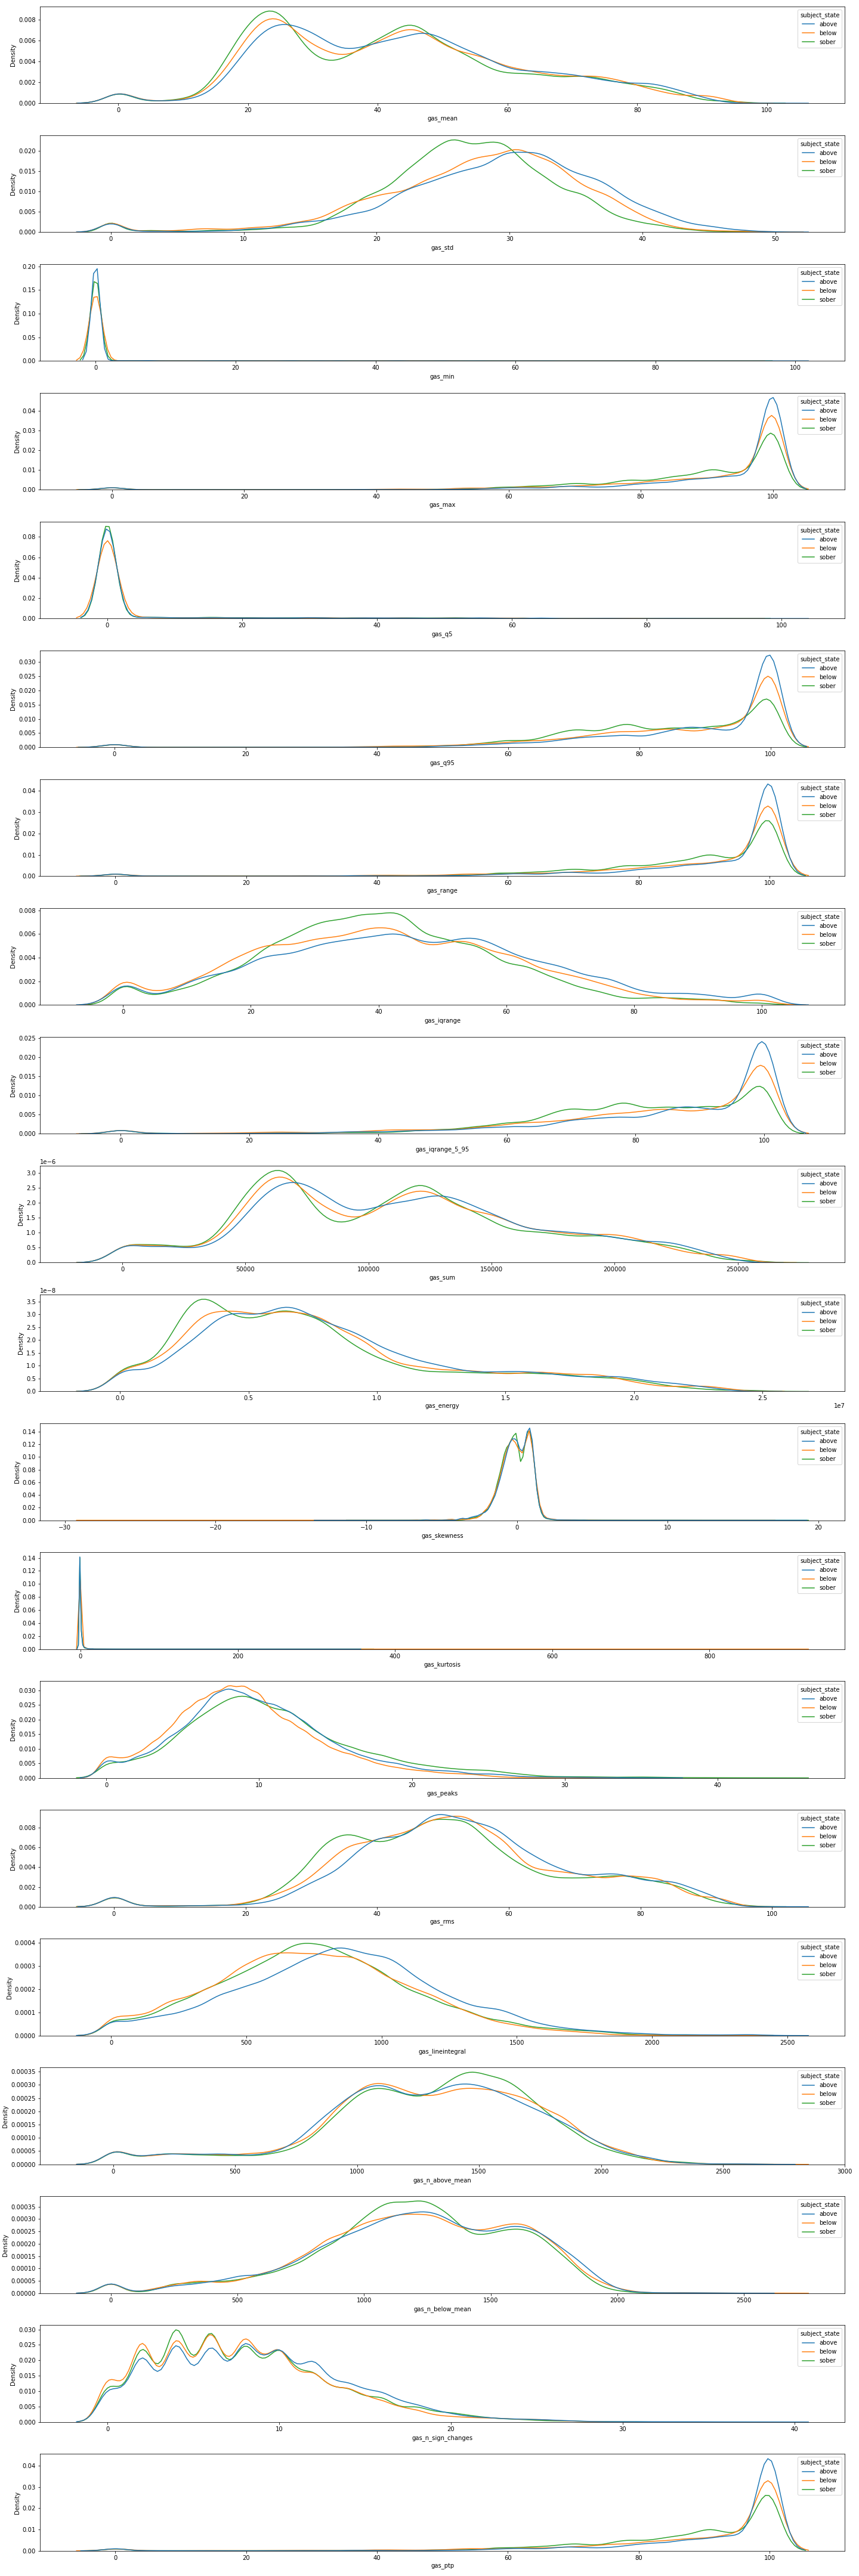 0.008
0.006
0.004
0.002
0.000
Density
subject_state
above
below
sober
0 20 40 60 80 100
gas_mean
0.020
0.015
0.010
0.005
0.000
Density
subject_state
above
below
sober
0 10 20 30 40 50
gas_std
0.20
0.15
0.10
0.05
0.00
Density
subject_state
above
below
sober
0 20 40 60 80 100
gas_min
0.04
0.03
0.02
0.01
0.00
Density
subject_state
above
below
sober
0 20 40 60 80 100
gas_max
0.08
0.06
0.04
0.02
0.00
Density
subject_state
above
below
sober
0 20 40 60 80 100
gas_q5
0.030
0.025
0.020
0.015
0.010
0.005
0.000
Density
subject_state
above
below
sober
0 20 40 60 80 100
gas_q95
0.04
0.03
0.02
0.01
0.00
Density
subject_state
above
below
sober
0 20 40 60 80 100
gas_range
0.008
0.006
0.004
0.002
0.000
Density
subject_state
above
below
sober
0 20 40 60 80 100
gas_iqrange
0.025
0.020
0.015
0.010
0.005
0.000
Density
subject_state
above
below
sober
0 20 40 60 80 100
gas_iqrange_5_95
1e−6
3.0
2.5
2.0
1.5
1.0
0.5
0.0
Density
subject_state
above
below
sober
0 50000 100000 150000 200000 250000
gas_sum
1e−8
3.5
3.0
2.5
2.0
1.5
1.0
0.5
0.0
Density
subject_state
above
below
sober
0.0 0.5 1.0 1.5 2.0 2.5
gas_energy
1e7
0.14
0.12
0.10
0.08
0.06
0.04
0.02
0.00
Density
subject_state
above
below
sober
−30 −20 −10 0 10 20
gas_skewness
0.14
0.12
0.10
0.08
0.06
0.04
0.02
0.00
Density
subject_state
above
below
sober
0 200 400 600 800
gas_kurtosis
0.030
0.025
0.020
0.015
0.010
0.005
0.000
Density
subject_state
above
below
sober
0 10 20 30 40
gas_peaks
0.008
0.006
0.004
0.002
0.000
Density
subject_state
above
below
sober
0 20 40 60 80 100
gas_rms
0.0004
0.0003
0.0002
0.0001
0.0000
Density
subject_state
above
below
sober
0 500 1000 1500 2000 2500
gas_lineintegral
0.00035
0.00030
0.00025
0.00020
0.00015
0.00010
0.00005
0.00000
Density
subject_state
above
below
sober
0 500 1000 1500 2000 2500 3000
gas_n_above_mean
0.00035
0.00030
0.00025
0.00020
0.00015
0.00010
0.00005
0.00000
Density
subject_state
above
below
sober
0 500 1000 1500 2000 2500
gas_n_below_mean
0.030
0.025
0.020
0.015
0.010
0.005
0.000
Density
subject_state
above
below
sober
0 10 20 30 40
gas_n_sign_changes
0.04
0.03
0.02
0.01
0.00
Density
subject_state
above
below
sober
0 20 40 60 80 100
gas_ptp